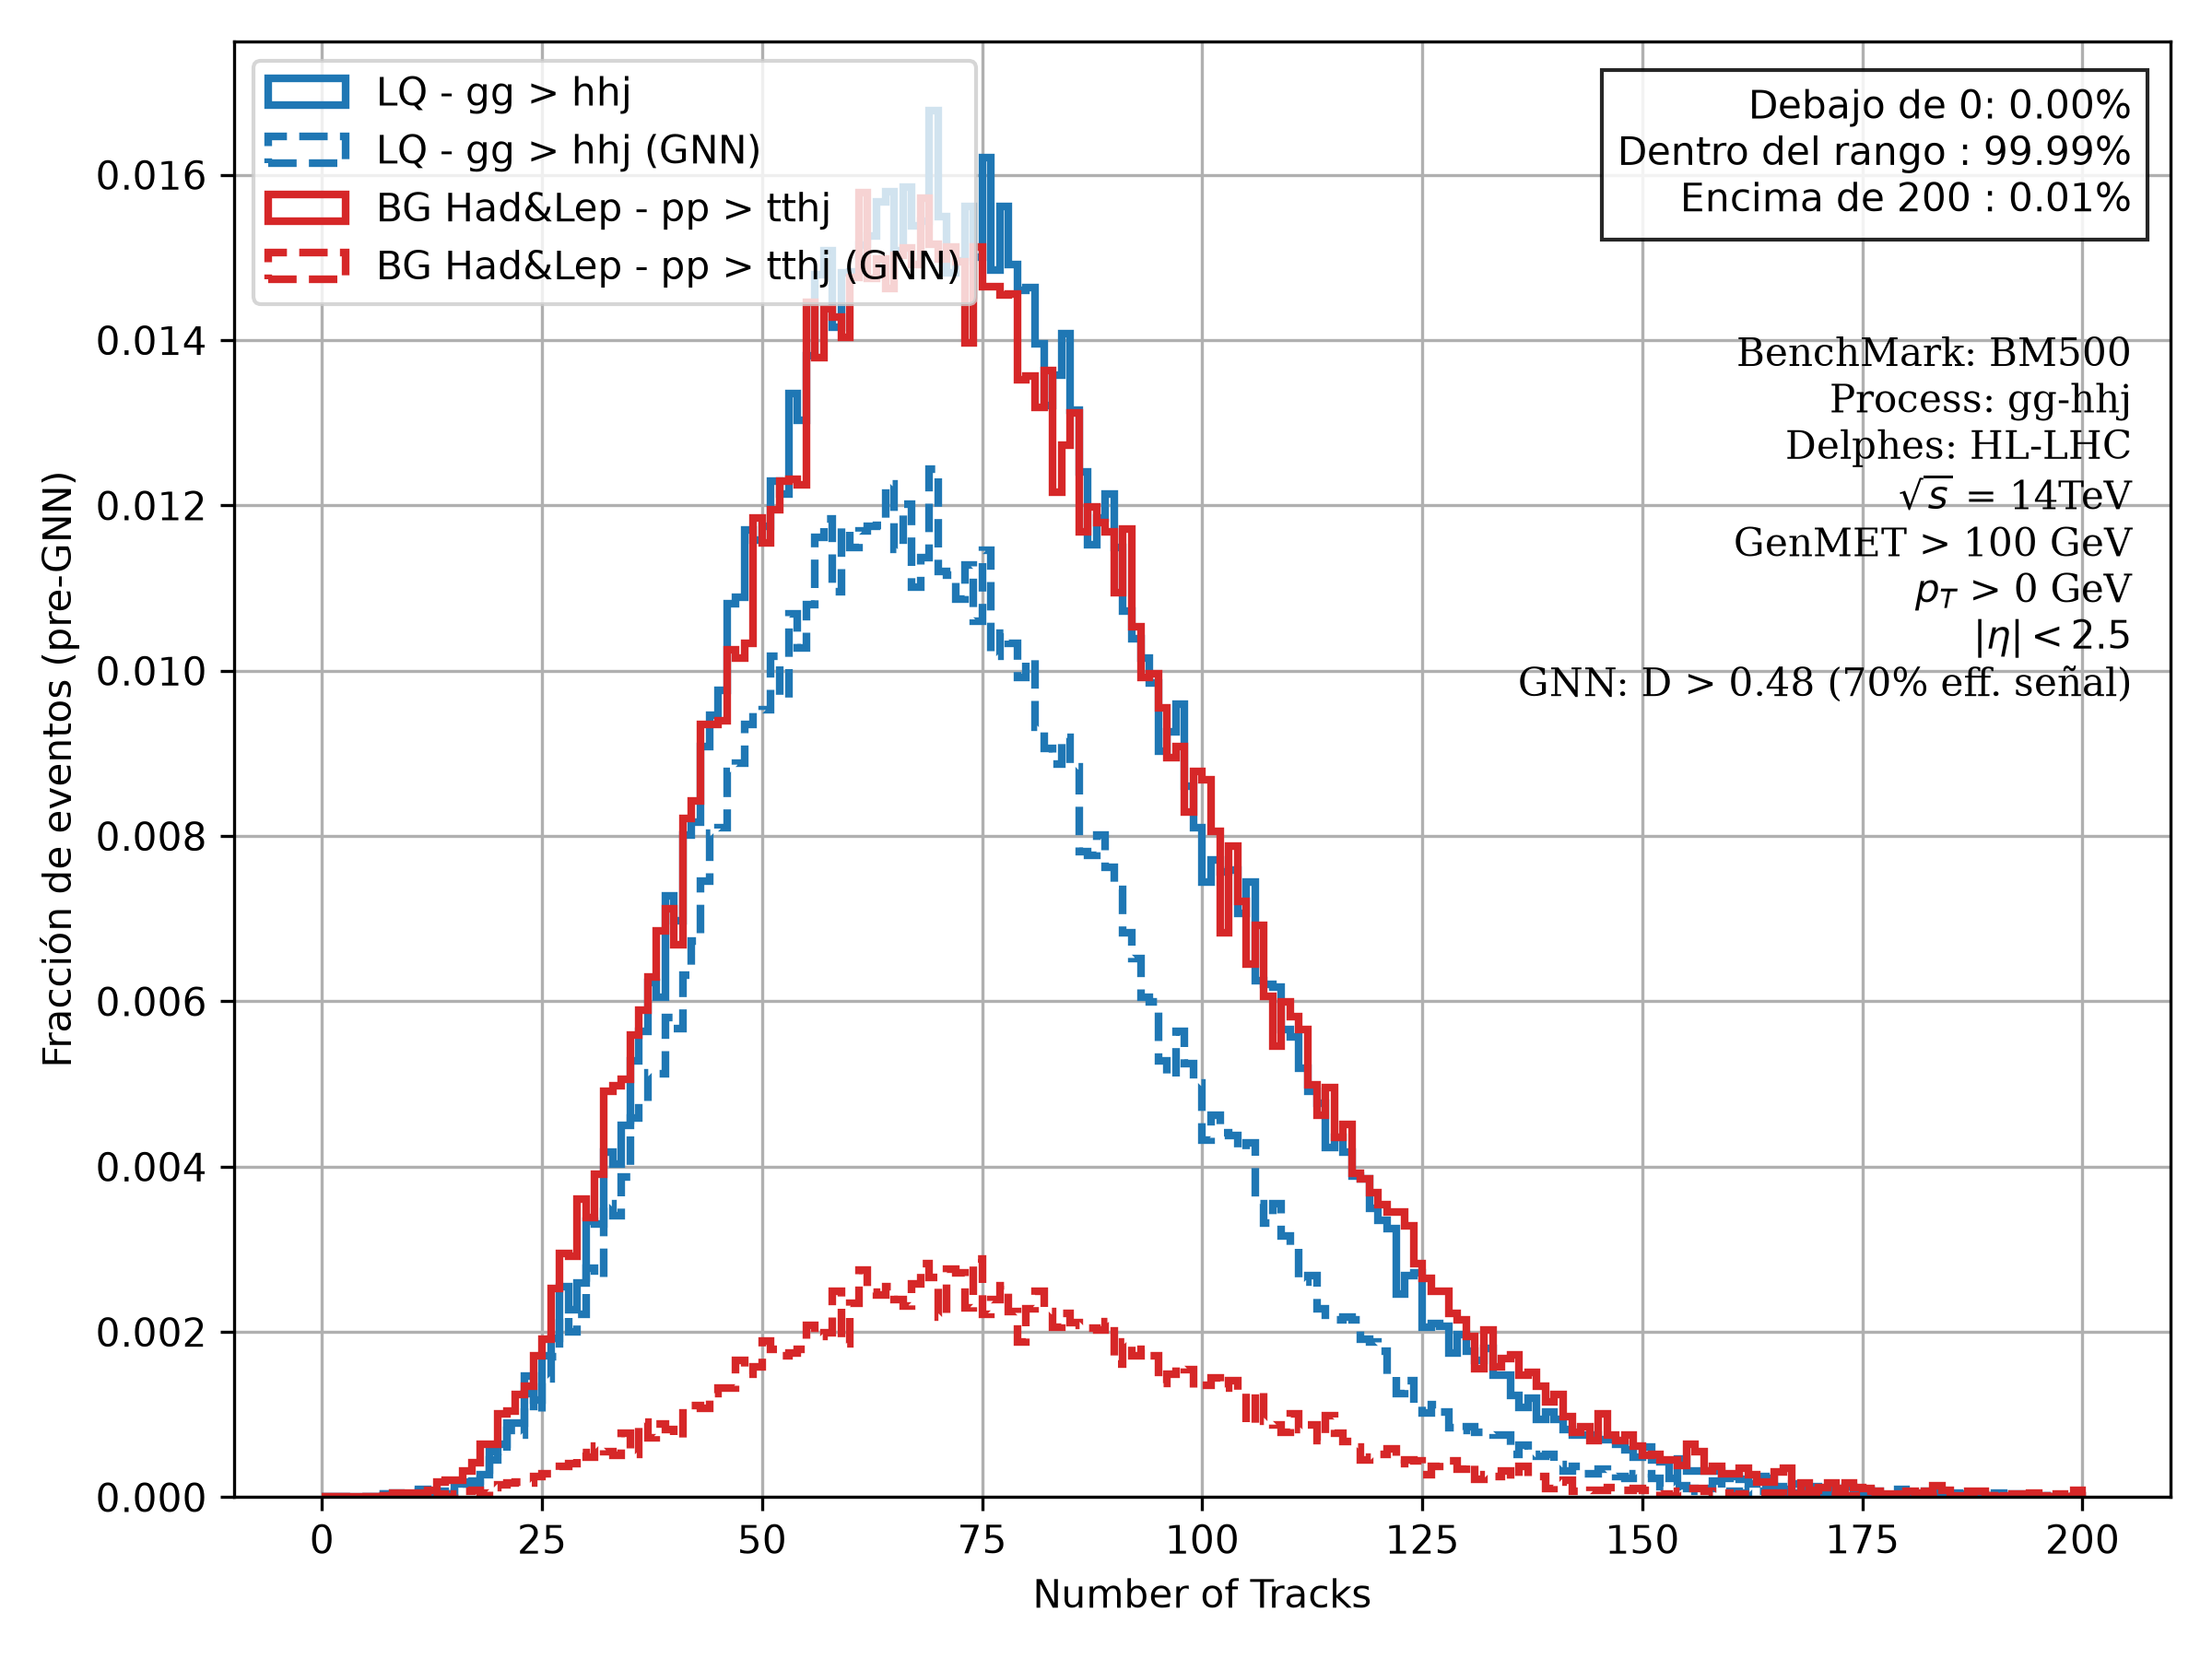 LQ - gg > hhj
LQ - gg > hhj (GNN)
BG Had&Lep - pp > tthj
BG Had&Lep - pp > tthj (GNN)
Debajo de 0: 0.00%
Dentro del rango : 99.99%
Encima de 200 : 0.01%
BenchMark: BM500
Process: gg-hhj
Delphes: HL-LHC
√s = 14TeV
GenMET > 100 GeV
p_T > 0 GeV
|η| < 2.5
GNN: D > 0.48 (70% eff. señal)
Fracción de eventos (pre-GNN)
0.016
0.014
0.012
0.010
0.008
0.006
0.004
0.002
0.000
0 25 50 75 100 125 150 175 200
Number of Tracks